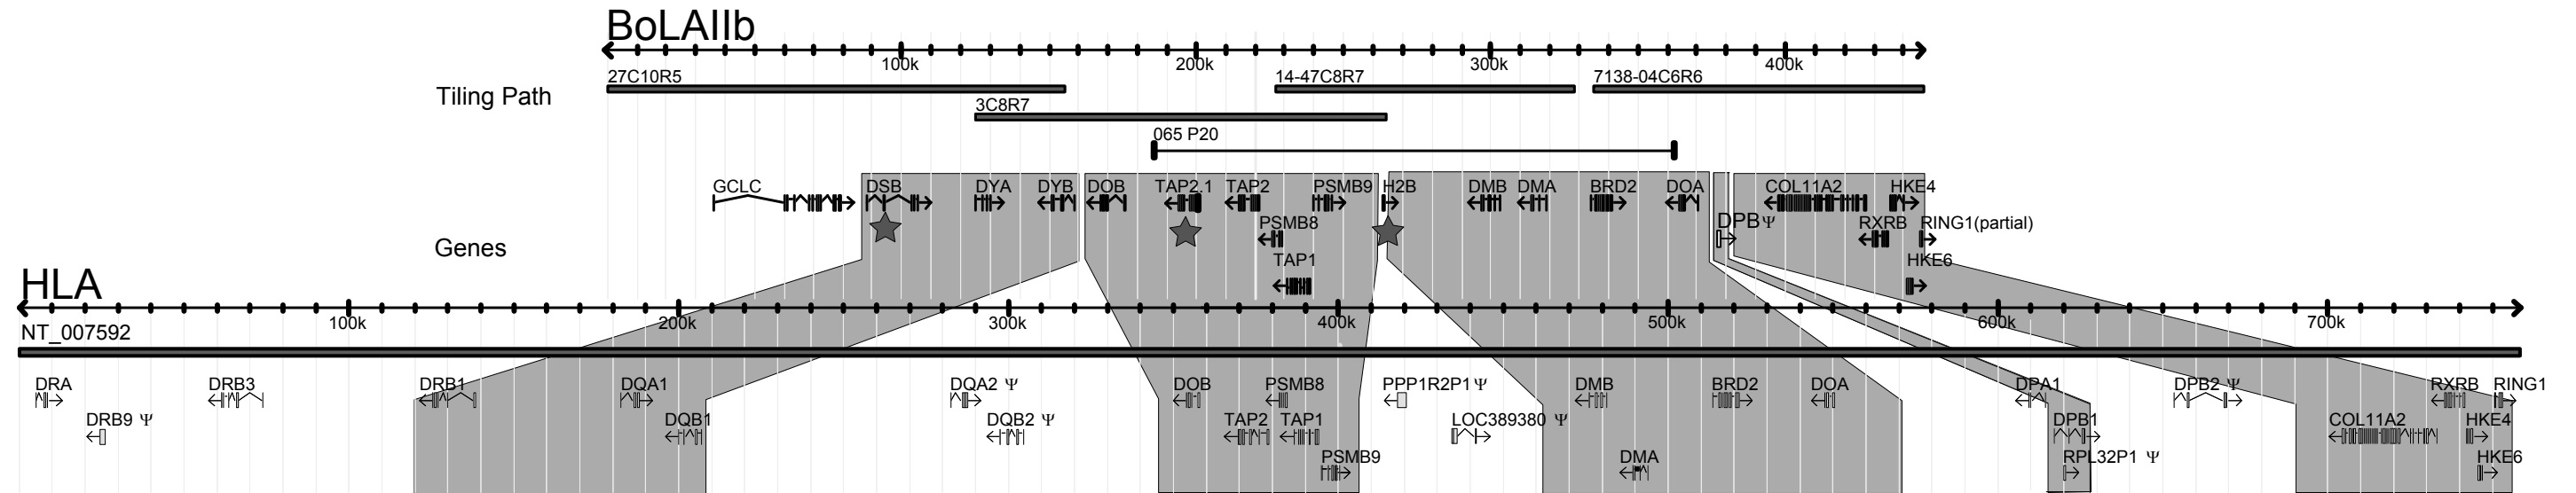 BoLAIIb
100k 200k 300k 400k
27C10R5 14-47C8R7 7138-04C6R6
Tiling Path
3C8R7
065 P20
GCLC DSB DYA DYB DOB TAP2.1 TAP2 PSMB9 H2B DMB DMA BRD2 DOA COL11A2 HKE4
PSMB8 DPBΨ RXRB RING1(partial)
Genes
TAP1 HKE6
HLA
100k 200k 300k 400k 500k 600k 700k
NT_007592
DRA DRB3 DRB1 DQA1 DQA2 Ψ DOB PSMB8 PPP1R2P1Ψ DMB BRD2 DOA DPA1 DPB2 Ψ RXRB RING1
DRB9 Ψ DQB1 DQB2 Ψ TAP2 TAP1 LOC389380 Ψ DPB1 COL11A2 HKE4
PSMB9 DMA RPL32P1 Ψ HKE6